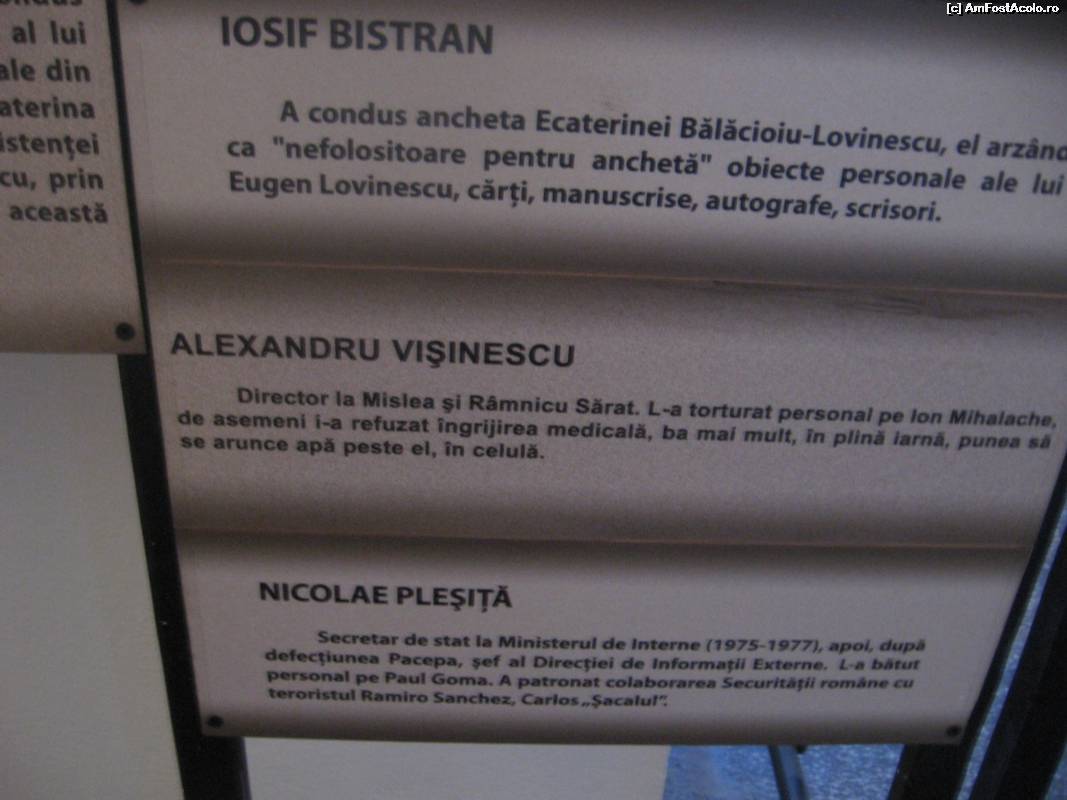 [c] AmFostAcolo.ro
al lui
ale din
aterina
istenței
cu, prin
această
IOSIF BISTRAN
A condus ancheta Ecaterinei Bălăcioiu-Lovinescu, el arzând
ca "nefolositoare pentru anchetă" obiecte personale ale lui
Eugen Lovinescu, cărți, manuscrise, autografe, scrisori.
ALEXANDRU VIŞINESCU
Director la Mislea şi Râmnicu Sărat. L-a torturat personal pe Ion Mihalache,
de asemeni i-a refuzat îngrijirea medicală, ba mai mult, în plină iarnă, punea să
se arunce apă peste el, în celulă.
NICOLAE PLEŞIȚĂ
Secretar de stat la Ministerul de Interne (1975-1977), apoi, după
defecțiunea Pacepa, şef al Direcției de Informații Externe. L-a bătut
personal pe Paul Goma. A patronat colaborarea Securității române cu
teroristul Ramiro Sanchez, Carlos „Şacalul”.